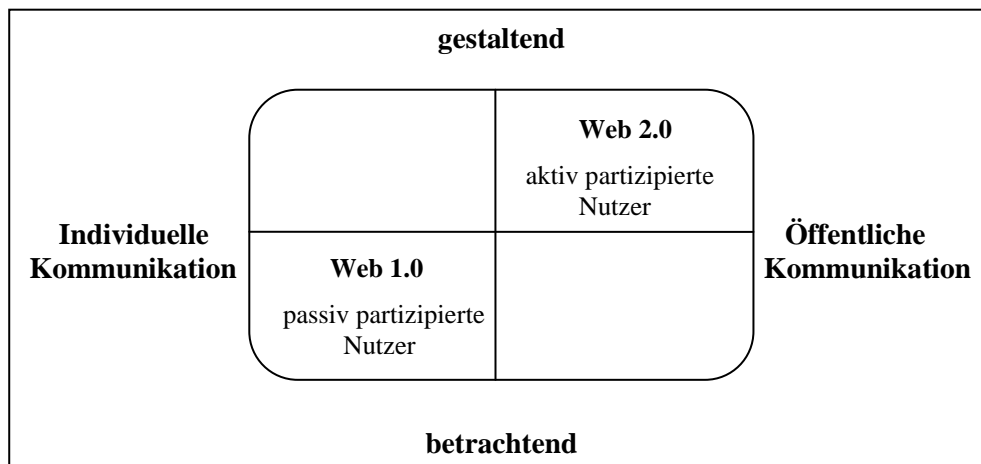 gestaltend
Web 2.0
aktiv partizipierte
Nutzer
Individuelle
Kommunikation
Öffentliche
Kommunikation
Web 1.0
passiv partizipierte
Nutzer
betrachtend